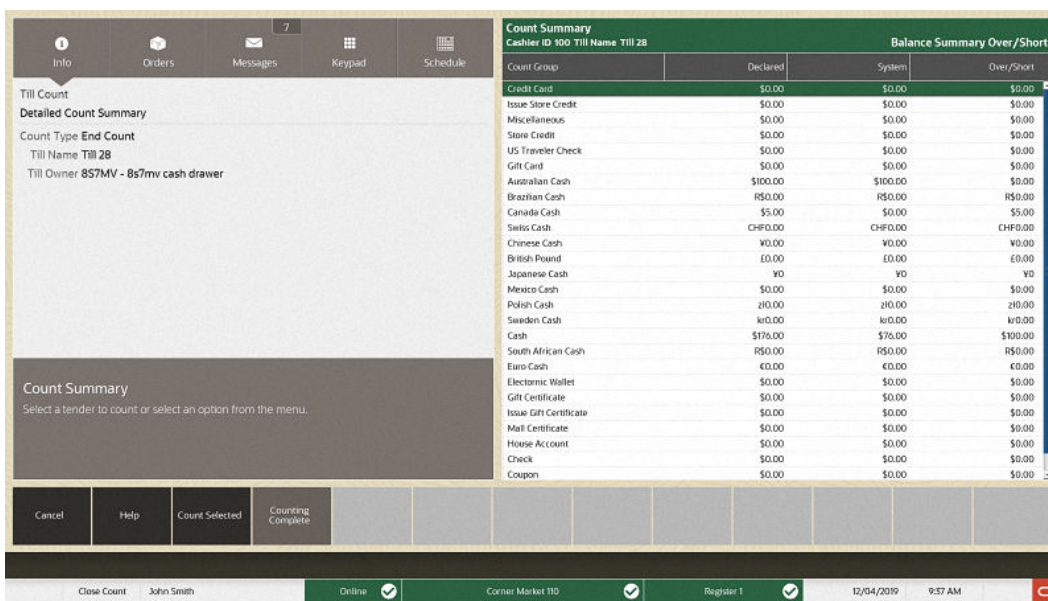 7
Info Orders Messages Keypad Schedule
Till Count
Detailed Count Summary
Count Type End Count
Till Name Till 28
Till Owner 8S7MV - 8s7mv cash drawer
Count Summary
Select a tender to count or select an option from the menu.
Count Summary
Cashier ID 100 Till Name Till 28 Balance Summary Over/Short
Count Group Declared System Over/Short
Credit Card $0.00 $0.00 $0.00
Issue Store Credit $0.00 $0.00 $0.00
Miscellaneous $0.00 $0.00 $0.00
Store Credit $0.00 $0.00 $0.00
US Traveler Check $0.00 $0.00 $0.00
Gift Card $0.00 $0.00 $0.00
Australian Cash $100.00 $100.00 $0.00
Brazilian Cash R$0.00 R$0.00 R$0.00
Canada Cash $5.00 $0.00 $5.00
Swiss Cash CHF0.00 CHF0.00 CHF0.00
Chinese Cash ¥0.00 ¥0.00 ¥0.00
British Pound £0.00 £0.00 £0.00
Japanese Cash ¥0 ¥0 ¥0
Mexico Cash $0.00 $0.00 $0.00
Polish Cash zł0.00 zł0.00 zł0.00
Sweden Cash kr0.00 kr0.00 kr0.00
Cash $176.00 $76.00 $100.00
South African Cash R$0.00 R$0.00 R$0.00
Euro Cash €0.00 €0.00 €0.00
Electornic Wallet $0.00 $0.00 $0.00
Gift Certificate $0.00 $0.00 $0.00
Issue Gift Certificate $0.00 $0.00 $0.00
Mall Certificate $0.00 $0.00 $0.00
House Account $0.00 $0.00 $0.00
Check $0.00 $0.00 $0.00
Coupon $0.00 $0.00 $0.00
Cancel Help Count Selected Counting
Complete
Close Count John Smith Online Corner Market 110 Register 1 12/04/2019 9:37 AM